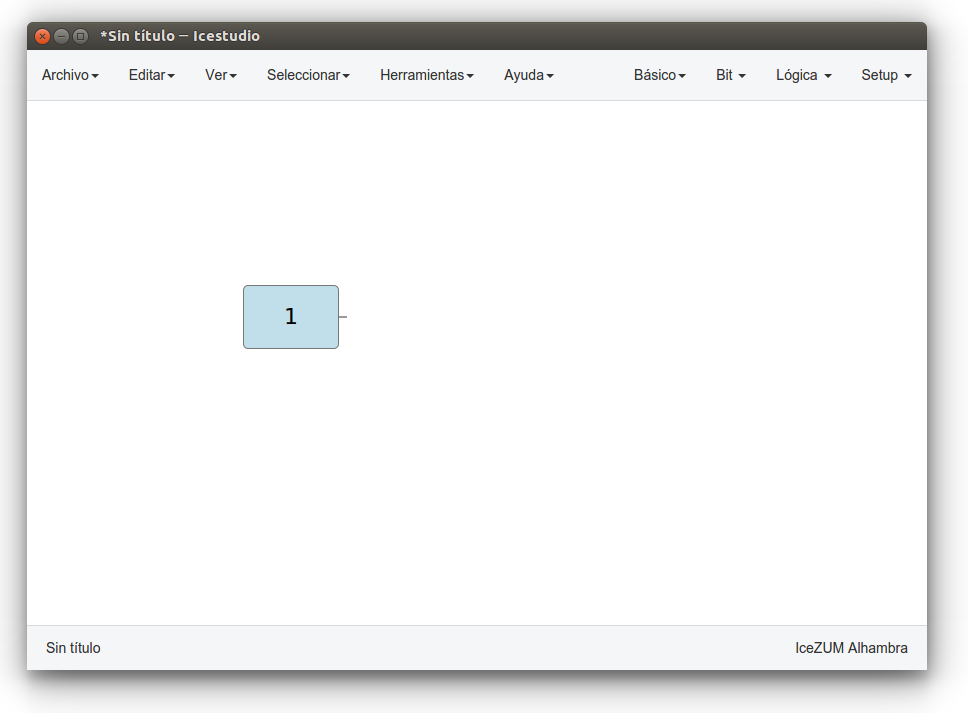 *Sin título — Icestudio
Archivo Editar Ver Seleccionar Herramientas Ayuda Básico Bit Lógica Setup
1
Sin título IceZUM Alhambra